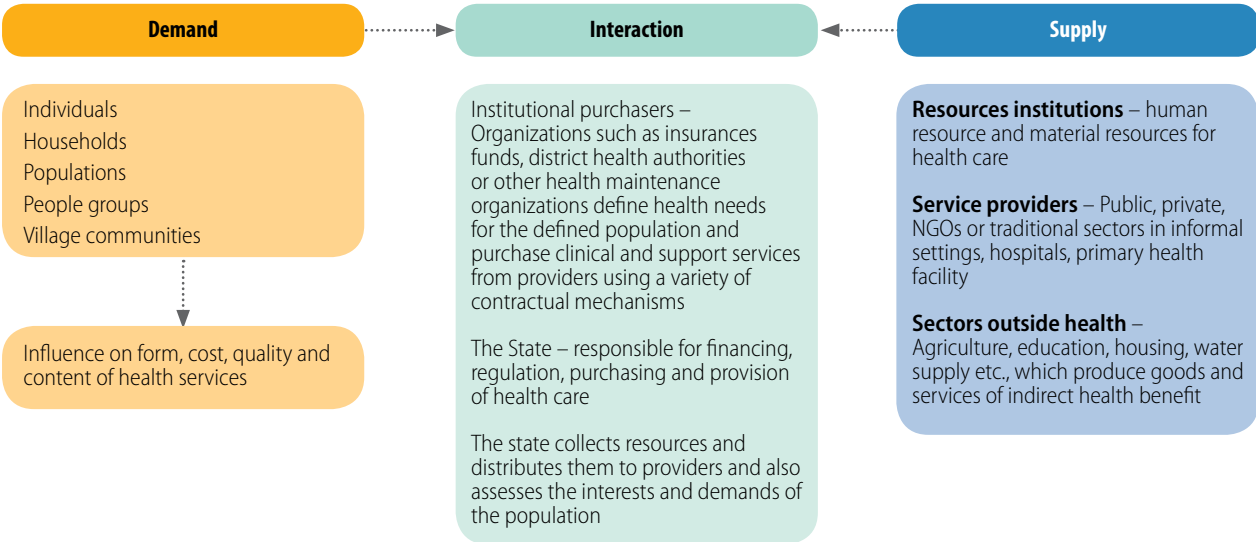 Demand
Individuals
Households
Populations
People groups
Village communities
Influence on form, cost, quality and
content of health services
Interaction
Institutional purchasers –
Organizations such as insurances
funds, district health authorities
or other health maintenance
organizations define health needs
for the defined population and
purchase clinical and support services
from providers using a variety of
contractual mechanisms
The State – responsible for financing,
regulation, purchasing and provision
of health care
The state collects resources and
distributes them to providers and also
assesses the interests and demands of
the population
Supply
Resources institutions – human
resource and material resources for
health care
Service providers – Public, private,
NGOs or traditional sectors in informal
settings, hospitals, primary health
facility
Sectors outside health –
Agriculture, education, housing, water
supply etc., which produce goods and
services of indirect health benefit